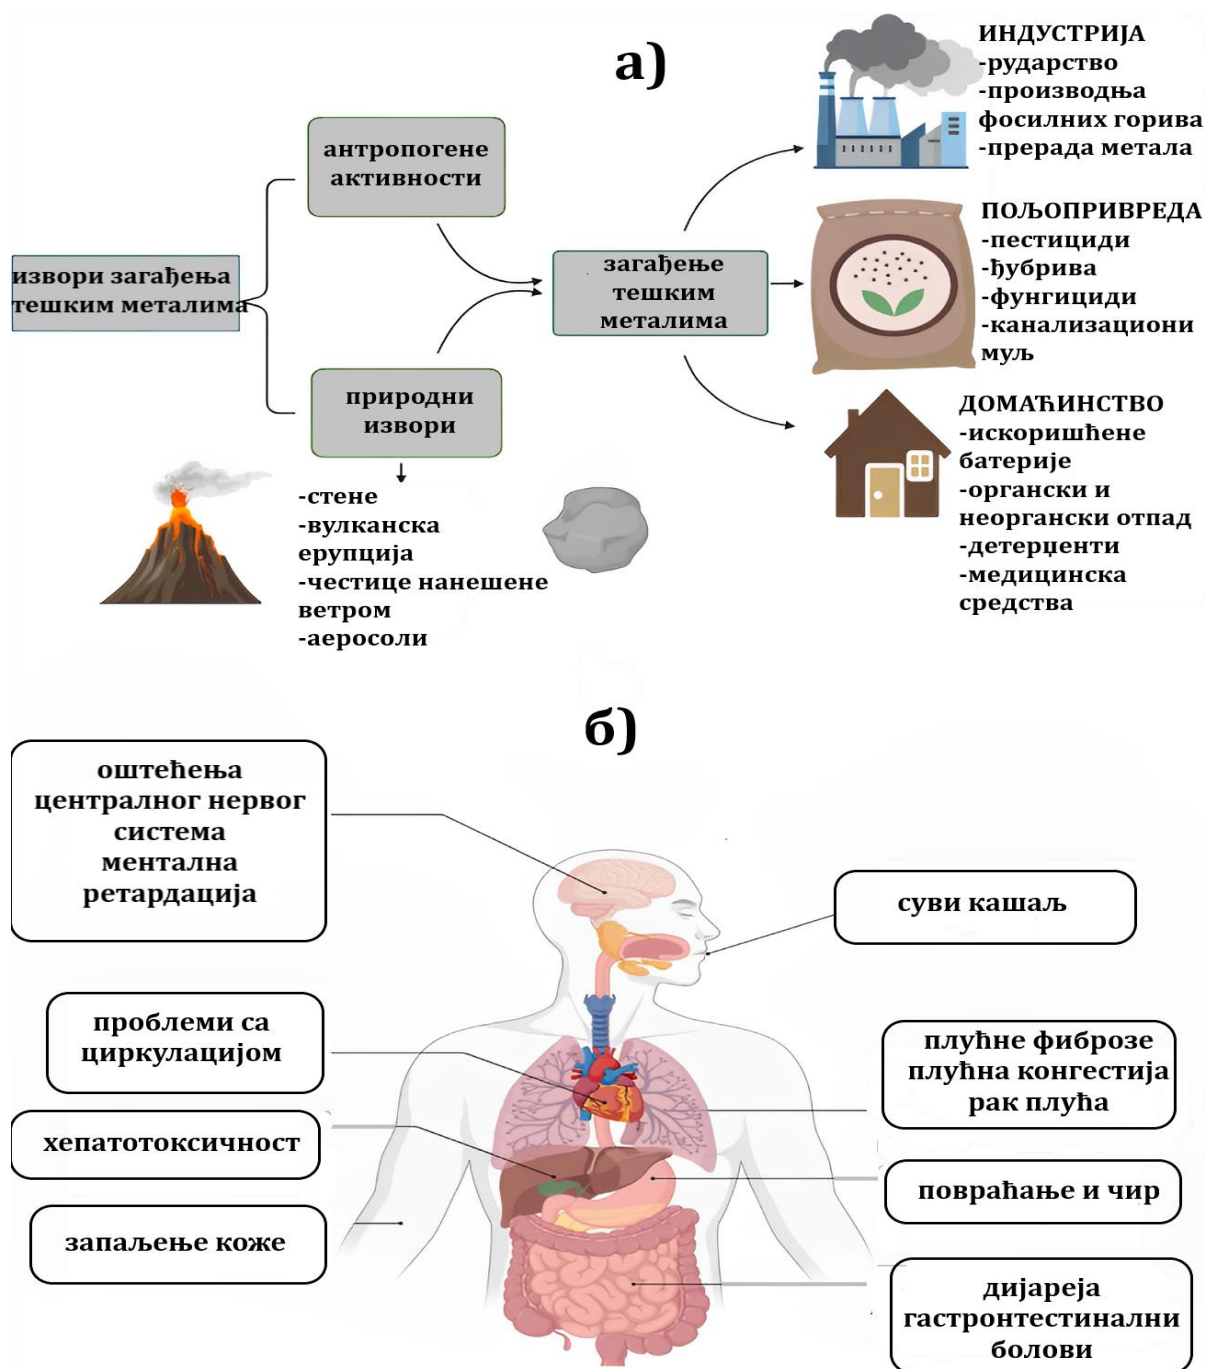 а)
извори загађења
тешким металима
антропогене
активности
природни
извори
-стене
-вулканска
ерупција
-честице нанешене
ветром
-аеросоли
загађење
тешким
металима
ИНДУСТРИЈА
-рударство
-производња
фосилних горива
-прерада метала
ПОЉОПРИВРЕДА
-пестициди
-ђубрива
-фунгициди
-канализациони
муљ
ДОМАЋИНСТВО
-искоришћене
батерије
-органски и
неоргански отпад
-детерџенти
-медицинска
средства
б)
оштећења
централног нервог
система
ментална
ретардација
проблеми са
циркулацијом
хепатотоксичност
запаљење коже
суви кашаљ
плућне фиброзе
плућна конгестија
рак плућа
повраћање и чир
дијареја
гастронтестинални
болови